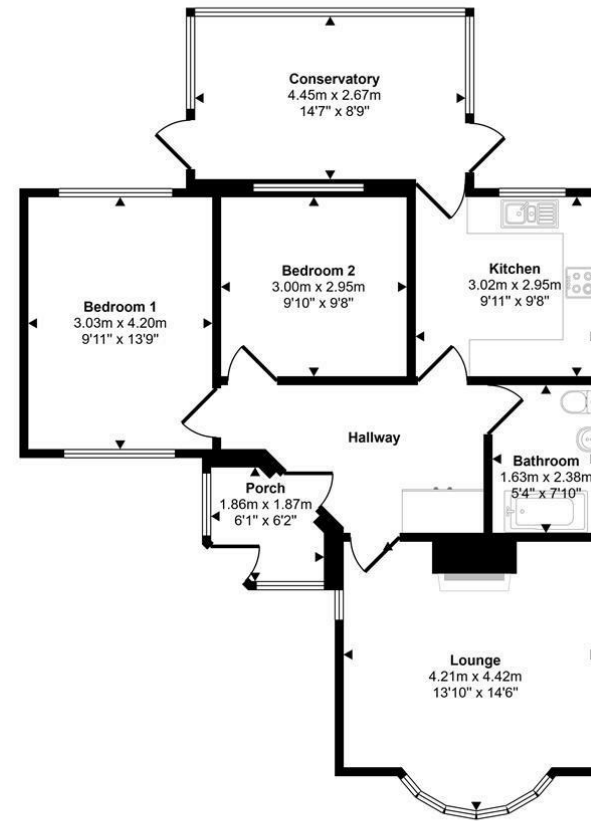 Conservatory
4.45m x 2.67m
14'7" x 8'9"
Bedroom 1
3.03m x 4.20m
9'11" x 13'9"
Bedroom 2
3.00m x 2.95m
9'10" x 9'8"
Kitchen
3.02m x 2.95m
9'11" x 9'8"
Hallway
Porch
1.86m x 1.87m
6'1" x 6'2"
Bathroom
1.63m x 2.38m
5'4" x 7'10"
Lounge
4.21m x 4.42m
13'10" x 14'6"